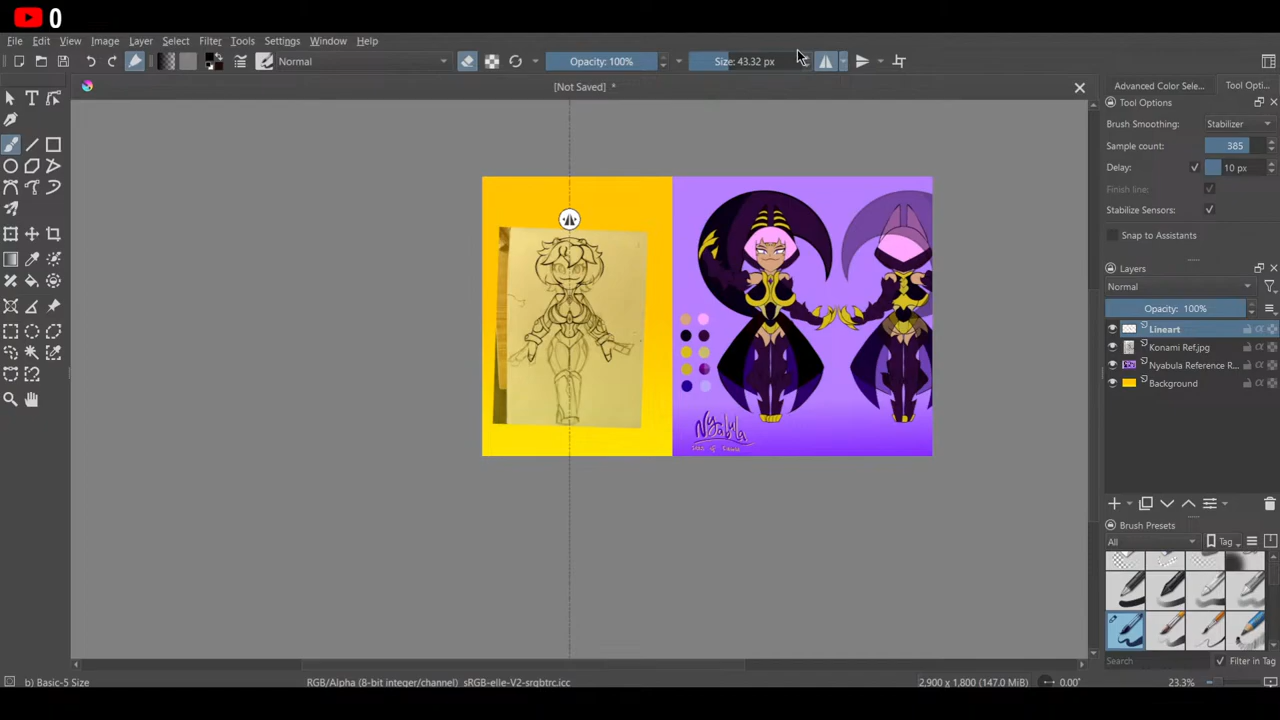 0
File Edit View Image Layer Select Filter Tools Settings Window Help
Normal
Opacity: 100%
Size: 43.32 px
[Not Saved] *
Advanced Color Sele...
Tool Opti...
Tool Options
Brush Smoothing:
Stabilizer
Sample count:
385
Delay:
10 px
Finish line:
Stabilize Sensors:
Snap to Assistants
Layers
Normal
Opacity: 100%
Lineart
Konami Ref.jpg
Nyabula Reference R...
Background
Nyabula
Brush Presets
All
Tag
Search
Filter in Tag
b) Basic-5 Size
RGB/Alpha (8-bit integer/channel) sRGB-elle-V2-srgbtrc.icc
2,900 x 1,800 (147.0 MiB)
0.00°
23.3%